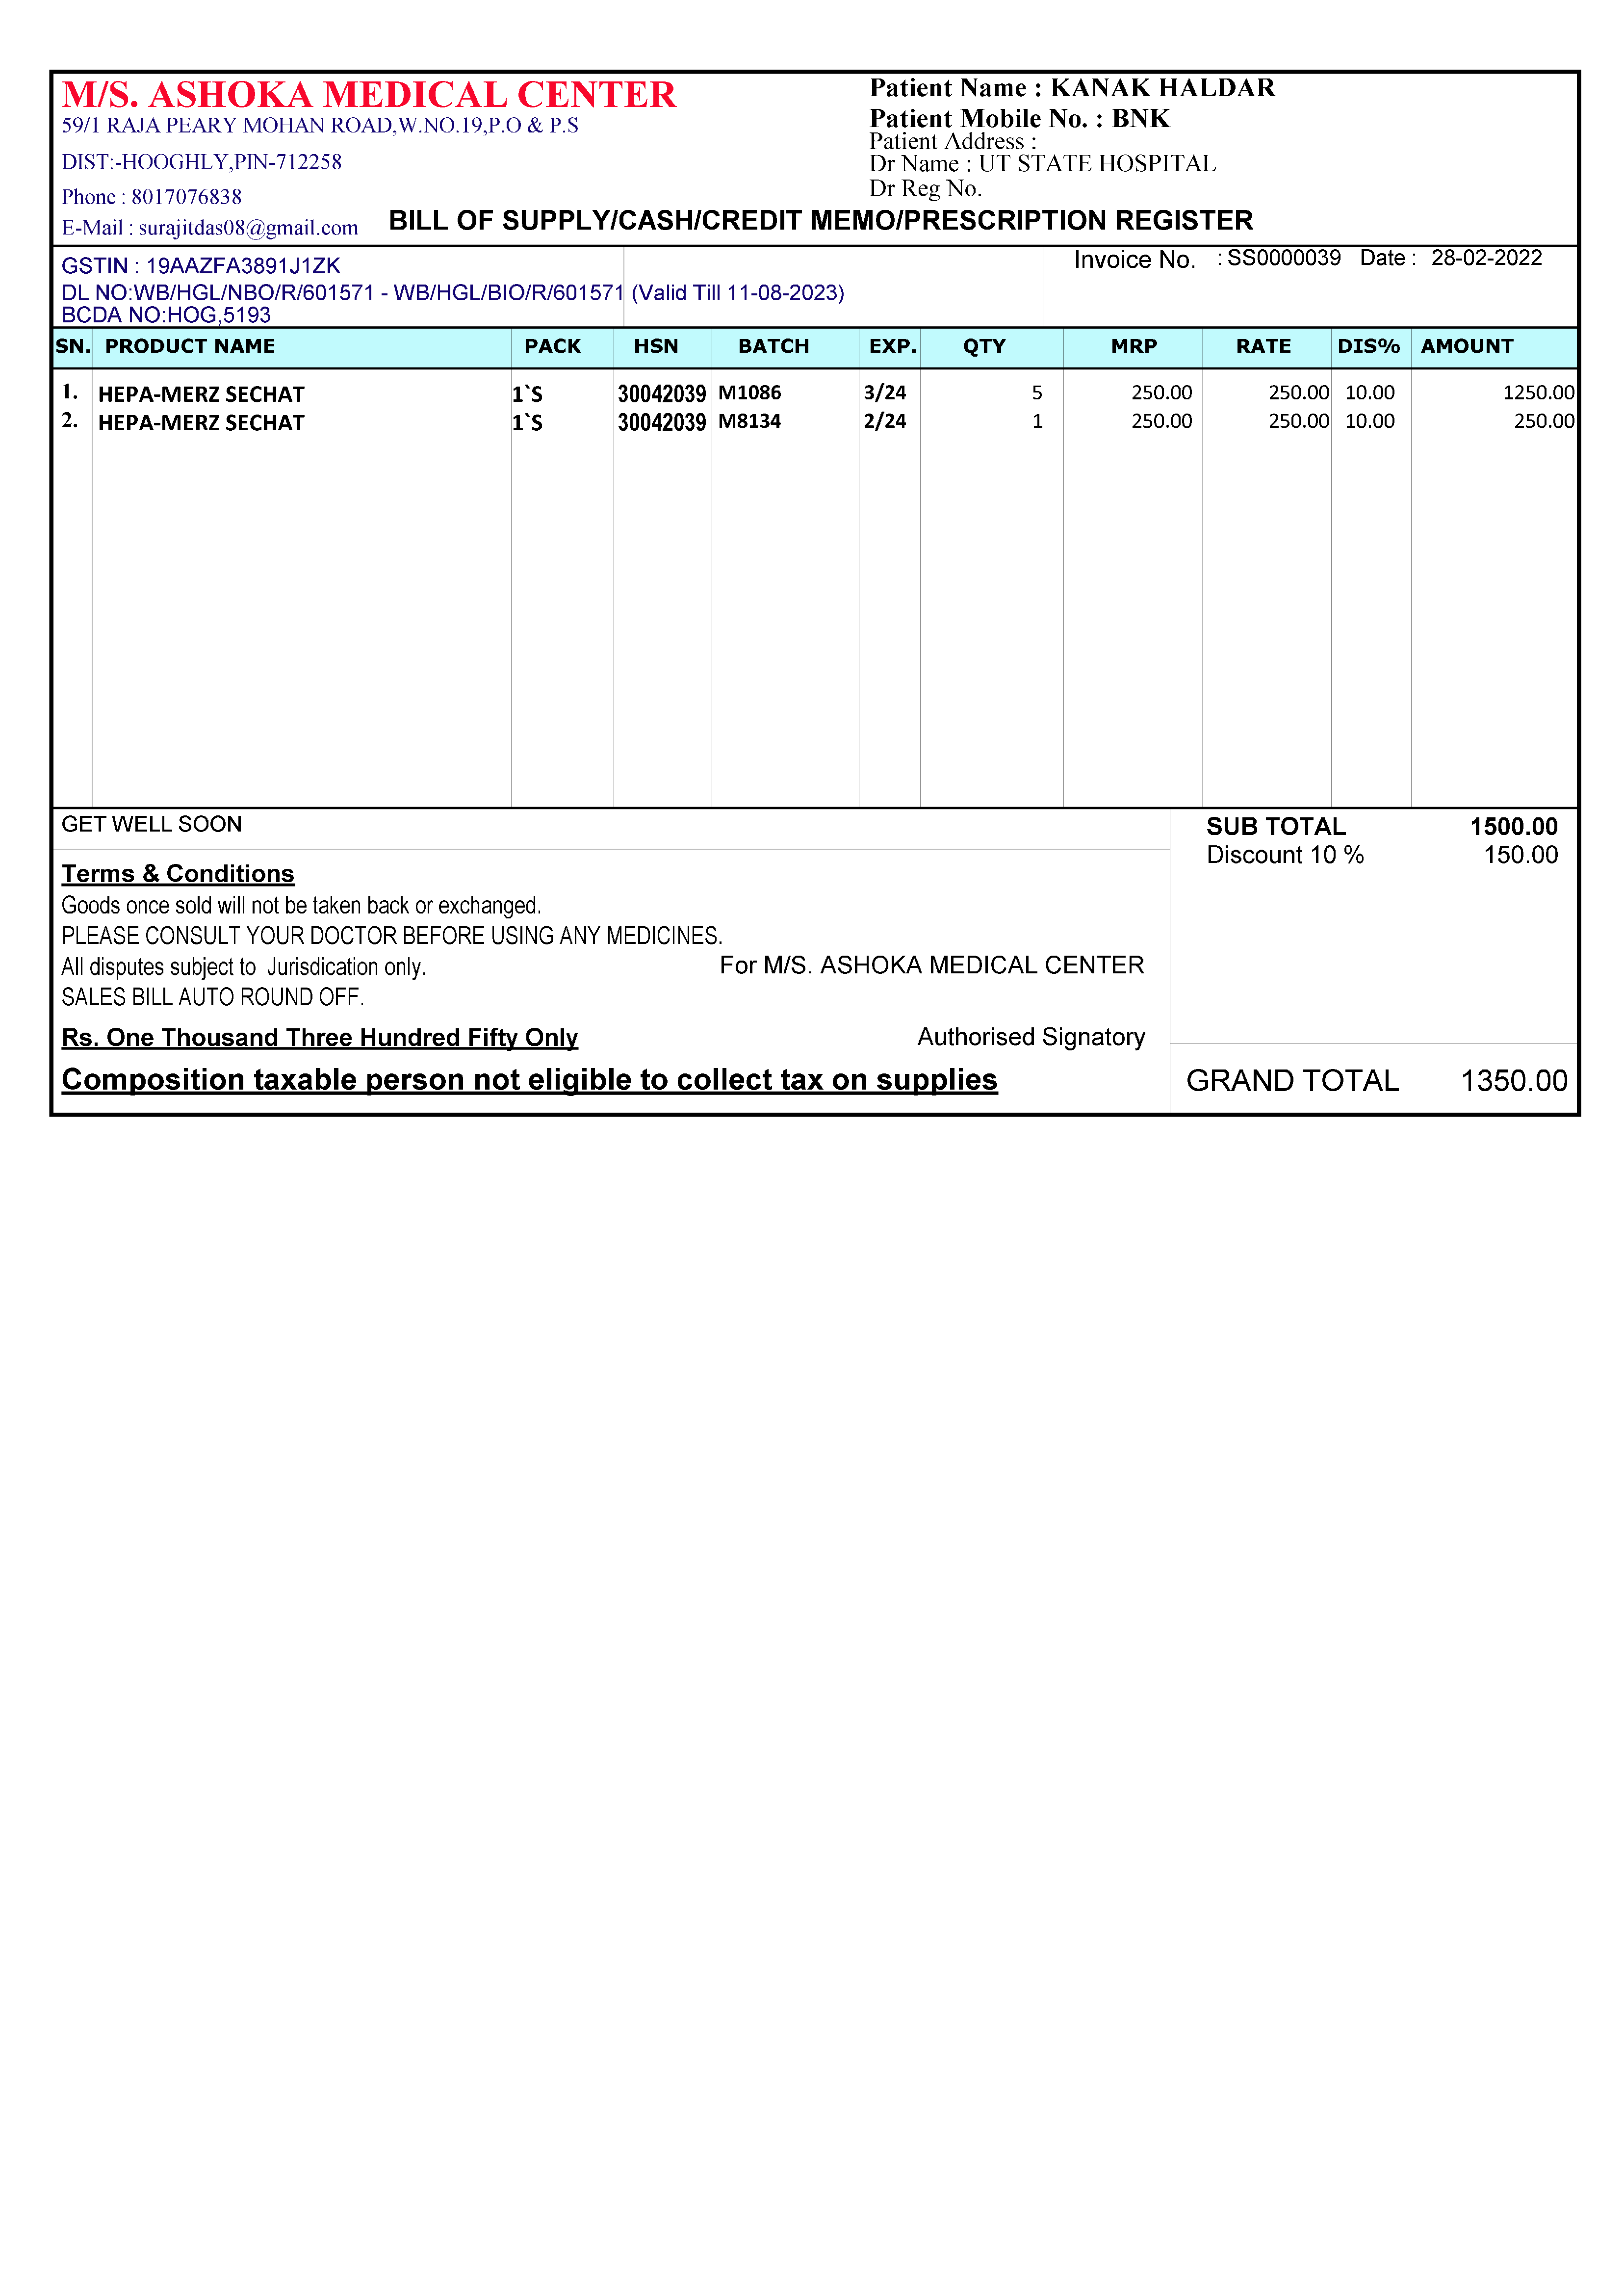 M/S. ASHOKA MEDICAL CENTER
59/1 RAJA PEARY MOHAN ROAD,W.NO.19,P.O & P.S
DIST:-HOOGHLY,PIN-712258
Phone : 8017076838
E-Mail : surajitdas08@gmail.com
Patient Name : KANAK HALDAR
Patient Mobile No. : BNK
Patient Address :
Dr Name : UT STATE HOSPITAL
Dr Reg No.
BILL OF SUPPLY/CASH/CREDIT MEMO/PRESCRIPTION REGISTER
GSTIN : 19AAZFA3891J1ZK
DL NO:WB/HGL/NBO/R/601571 - WB/HGL/BIO/R/601571 (Valid Till 11-08-2023)
BCDA NO:HOG,5193
Invoice No. : SS0000039 Date : 28-02-2022
SN. PRODUCT NAME PACK HSN BATCH EXP. QTY MRP RATE DIS% AMOUNT
1. HEPA-MERZ SECHAT 1`S 30042039 M1086 3/24 5 250.00 250.00 10.00 1250.00
2. HEPA-MERZ SECHAT 1`S 30042039 M8134 2/24 1 250.00 250.00 10.00 250.00
GET WELL SOON
Terms & Conditions
Goods once sold will not be taken back or exchanged.
PLEASE CONSULT YOUR DOCTOR BEFORE USING ANY MEDICINES.
All disputes subject to Jurisdication only.
SALES BILL AUTO ROUND OFF.
For M/S. ASHOKA MEDICAL CENTER
Rs. One Thousand Three Hundred Fifty Only
Authorised Signatory
Composition taxable person not eligible to collect tax on supplies
SUB TOTAL 1500.00
Discount 10 % 150.00
GRAND TOTAL 1350.00